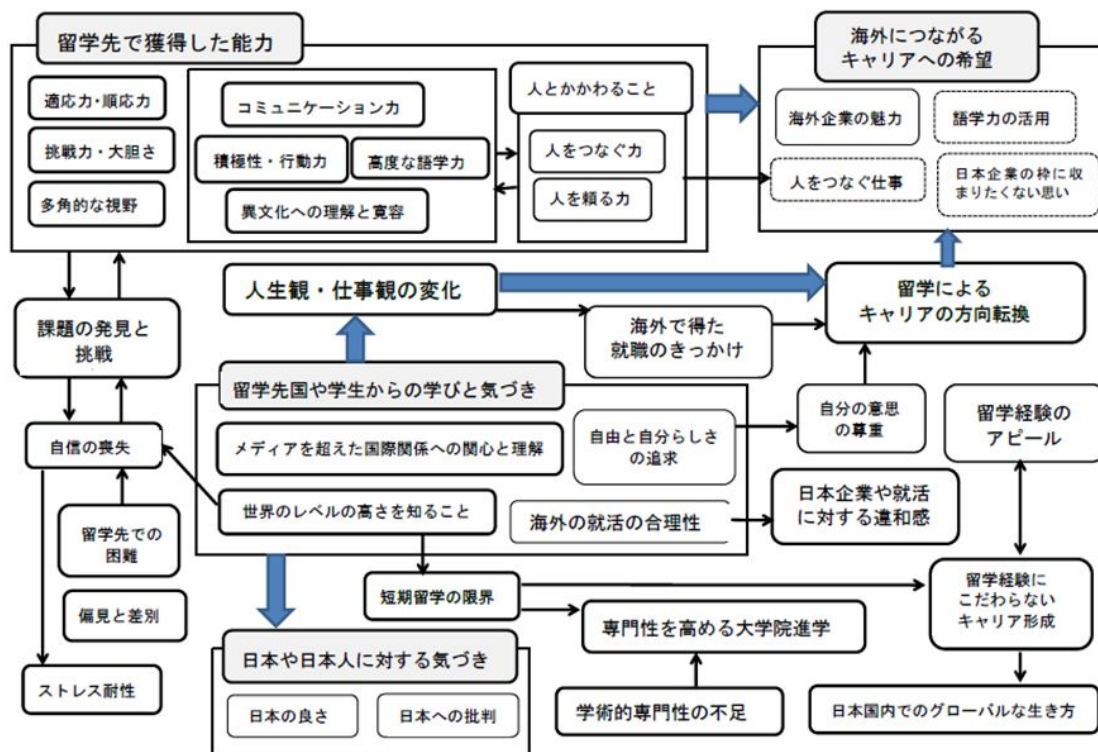 留学先で獲得した能力
適応力・順応力
挑戦力・大胆さ
多角的な視野
コミュニケーション力
積極性・行動力
高度な語学力
異文化への理解と寛容
人とかかわること
人をつなぐ力
人を頼る力
海外につながる
キャリアへの希望
海外企業の魅力
語学力の活用
人をつなぐ仕事
日本企業の枠に収
まりたくない思い
人生観・仕事観の変化
留学による
キャリアの方向転換
海外で得た
就職のきっかけ
課題の発見と
挑戦
留学先国や学生からの学びと気づき
メディアを超えた国際関係への関心と理解
自由と自分らしさ
の追求
世界のレベルの高さを知ること
海外の就活の合理性
自分の意思
の尊重
留学経験の
アピール
自信の喪失
日本企業や就活
に対する違和感
留学先での
困難
偏見と差別
ストレス耐性
短期留学の限界
留学経験に
こだわらない
キャリア形成
専門性を高める大学院進学
日本や日本人に対する気づき
日本の良さ
日本への批判
学術的専門性の不足
日本国内でのグローバルな生き方